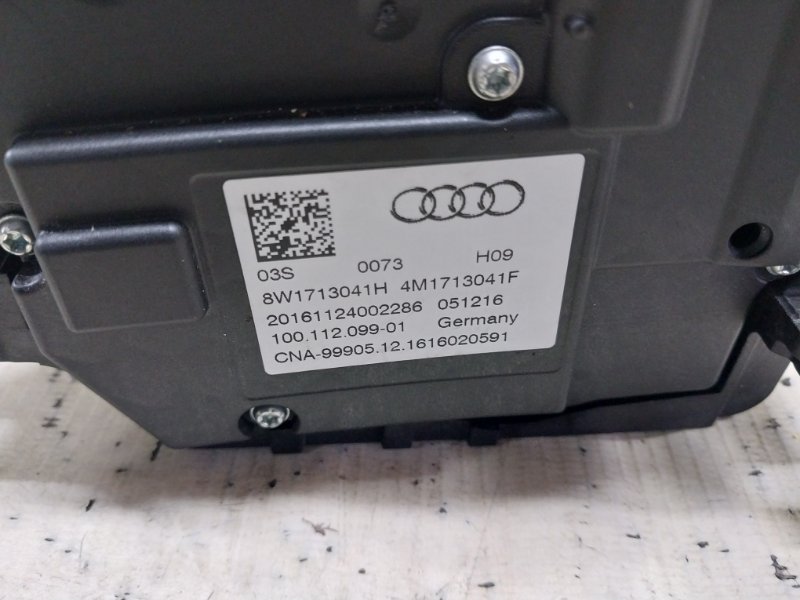 03S 0073 H09
8W1713041H 4M1713041F
20161124002286 051216
100.112.099-01 Germany
CNA-99905.12.1616020591